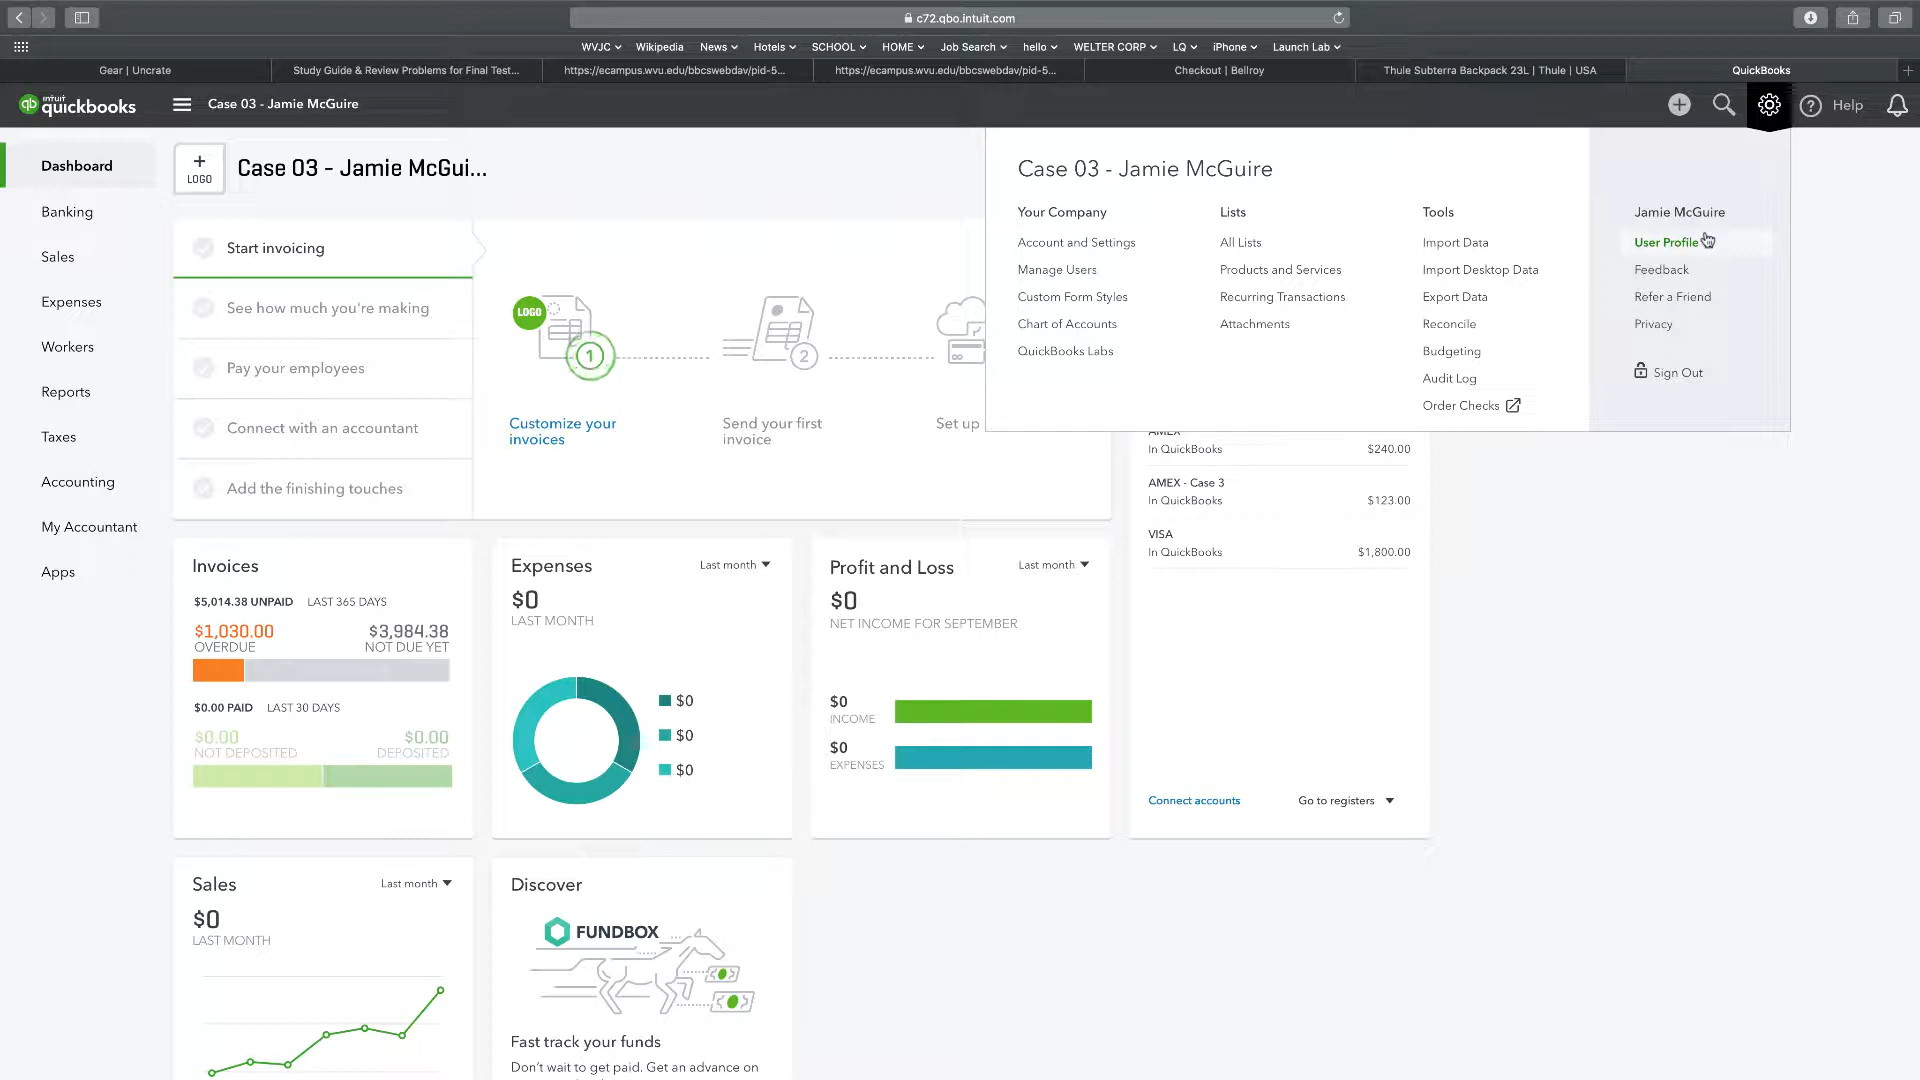 c72.qbo.intuit.com
WVJC
Wikipedia
News
Hotels
SCHOOL
HOME
Job Search
hello
WELTER CORP
LQ
iPhone
Launch Lab
Gear | Uncrate
Study Guide & Review Problems for Final Test...
https://ecampus.wvu.edu/bbcswebdav/pid-5...
https://ecampus.wvu.edu/bbcswebdav/pid-5...
Checkout | Bellroy
Thule Subterra Backpack 23L | Thule | USA
QuickBooks
qb intuit quickbooks
Case 03 - Jamie McGuire
Help
Dashboard
Banking
Sales
Expenses
Workers
Reports
Taxes
Accounting
My Accountant
Apps
+
LOGO
Case 03 - Jamie McGui...
Start invoicing
See how much you're making
Pay your employees
Connect with an accountant
Add the finishing touches
LOGO
1
2
Customize your
invoices
Send your first
invoice
Set up
Case 03 - Jamie McGuire
Your Company
Account and Settings
Manage Users
Custom Form Styles
Chart of Accounts
QuickBooks Labs
Lists
All Lists
Products and Services
Recurring Transactions
Attachments
Tools
Import Data
Import Desktop Data
Export Data
Reconcile
Budgeting
Audit Log
Order Checks
Jamie McGuire
User Profile
Feedback
Refer a Friend
Privacy
Sign Out
AMEX
In QuickBooks $240.00
AMEX - Case 3
In QuickBooks $123.00
VISA
In QuickBooks $1,800.00
Connect accounts
Go to registers
Invoices
$5,014.38 UNPAID LAST 365 DAYS
$1,030.00 $3,984.38
OVERDUE NOT DUE YET
$0.00 PAID LAST 30 DAYS
$0.00 $0.00
NOT DEPOSITED DEPOSITED
Expenses
Last month
$0
LAST MONTH
$0
$0
$0
Profit and Loss
Last month
$0
NET INCOME FOR SEPTEMBER
$0
INCOME
$0
EXPENSES
Sales
Last month
$0
LAST MONTH
Discover
FUNDBOX
Fast track your funds
Don't wait to get paid. Get an advance on